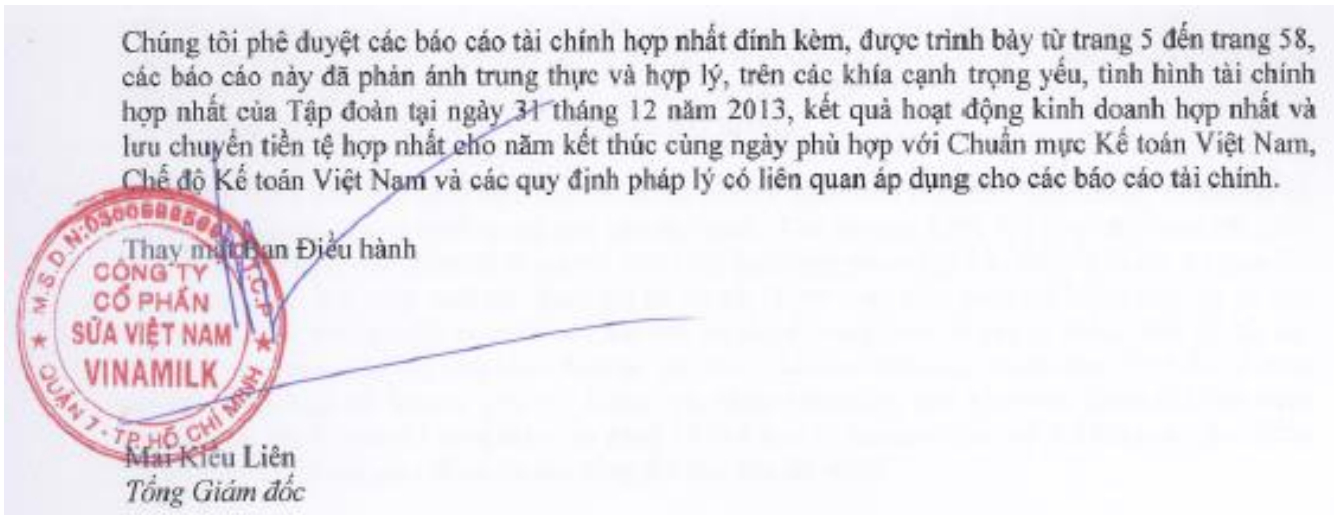 Chúng tôi phê duyệt các báo cáo tài chính hợp nhất đính kèm, được trình bày từ trang 5 đến trang 58,
các báo cáo này đã phản ánh trung thực và hợp lý, trên các khía cạnh trọng yếu, tình hình tài chính
hợp nhất của Tập đoàn tại ngày 31 tháng 12 năm 2013, kết quả hoạt động kinh doanh hợp nhất và
lưu chuyển tiền tệ hợp nhất cho năm kết thúc cùng ngày phù hợp với Chuẩn mực Kế toán Việt Nam,
Chế độ Kế toán Việt Nam và các quy định pháp lý có liên quan áp dụng cho các báo cáo tài chính.
Thay mặt Ban Điều hành
M.S.D.N: C.P
CÔNG TY
CỔ PHẦN
SỮA VIỆT NAM
VINAMILK
QUẬN 7 - TP. HỒ CHÍ MINH
Mai Kiều Liên
Tổng Giám đốc